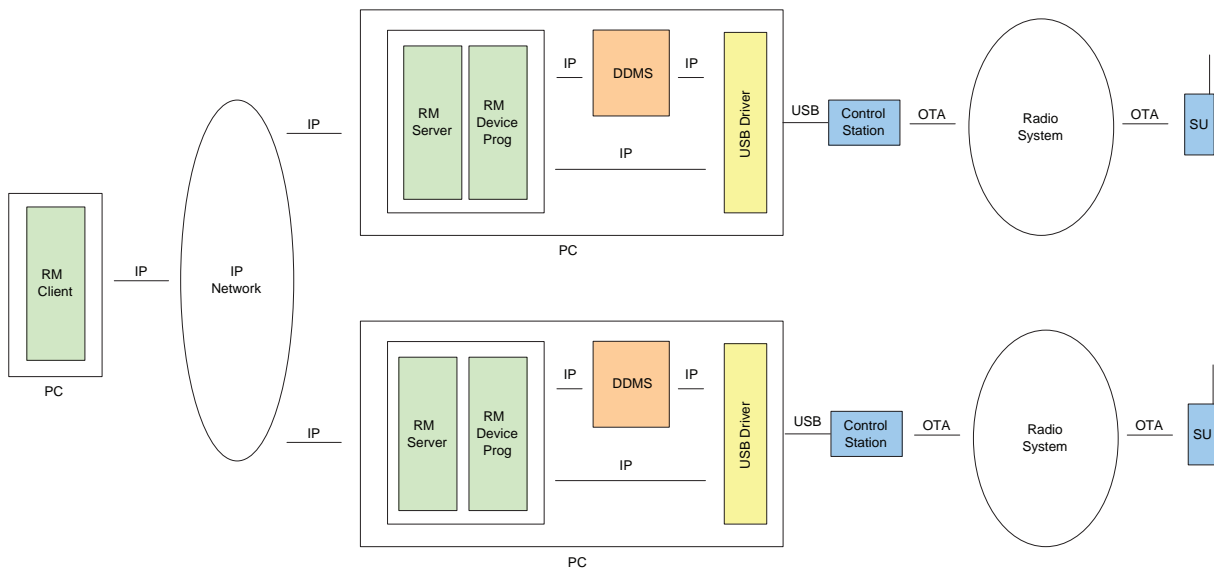 RM
Client
PC
IP
IP
Network
IP
IP
RM
Server
RM
Device
Prog
IP
DDMS
IP
IP
USB Driver
PC
USB
Control
Station
OTA
Radio
System
OTA
SU
RM
Server
RM
Device
Prog
IP
DDMS
IP
IP
USB Driver
PC
USB
Control
Station
OTA
Radio
System
OTA
SU